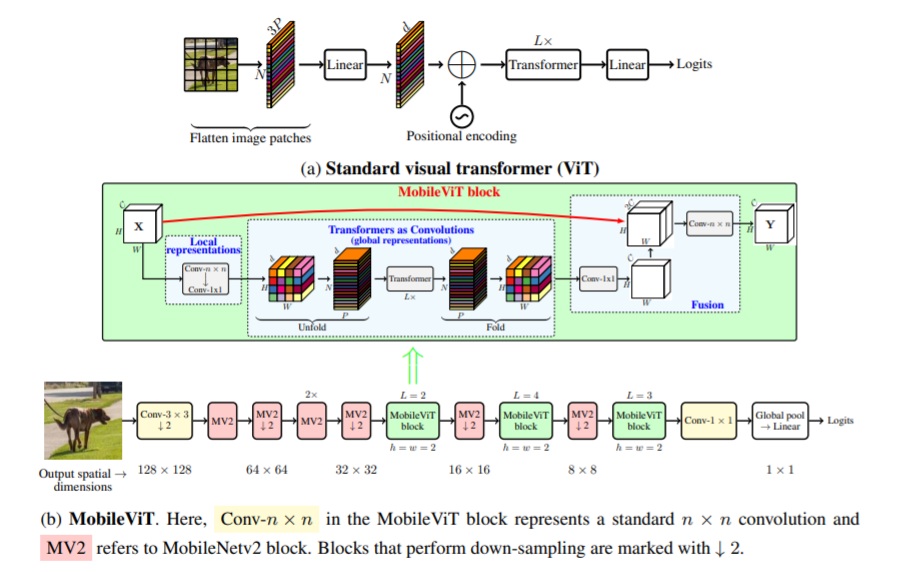 3P
d
L×
N
Linear
N
Transformer
Linear
Logits
Flatten image patches
Positional encoding
(a) Standard visual transformer (ViT)
MobileViT block
C
X
H
W
Local
representations
Conv-n × n
Conv-1x1
Transformers as Convolutions
(global representations)
d
H
W
d
N
P
Transformer
L×
d
N
P
d
H
W
Unfold
Fold
Conv-1x1
C
H
W
2C
H
W
Conv-n × n
C
Y
H
W
Fusion
2×
L = 2
L = 4
L = 3
Conv-3 × 3
↓ 2
MV2
MV2
↓ 2
MV2
MV2
↓ 2
MobileViT
block
MV2
↓ 2
MobileViT
block
MV2
↓ 2
MobileViT
block
Conv-1 × 1
Global pool
→ Linear
Logits
h = w = 2
h = w = 2
h = w = 2
Output spatial →
dimensions
128 × 128
64 × 64
32 × 32
16 × 16
8 × 8
1 × 1
(b) MobileViT. Here, Conv-n × n in the MobileViT block represents a standard n × n convolution and
MV2 refers to MobileNetv2 block. Blocks that perform down-sampling are marked with ↓ 2.